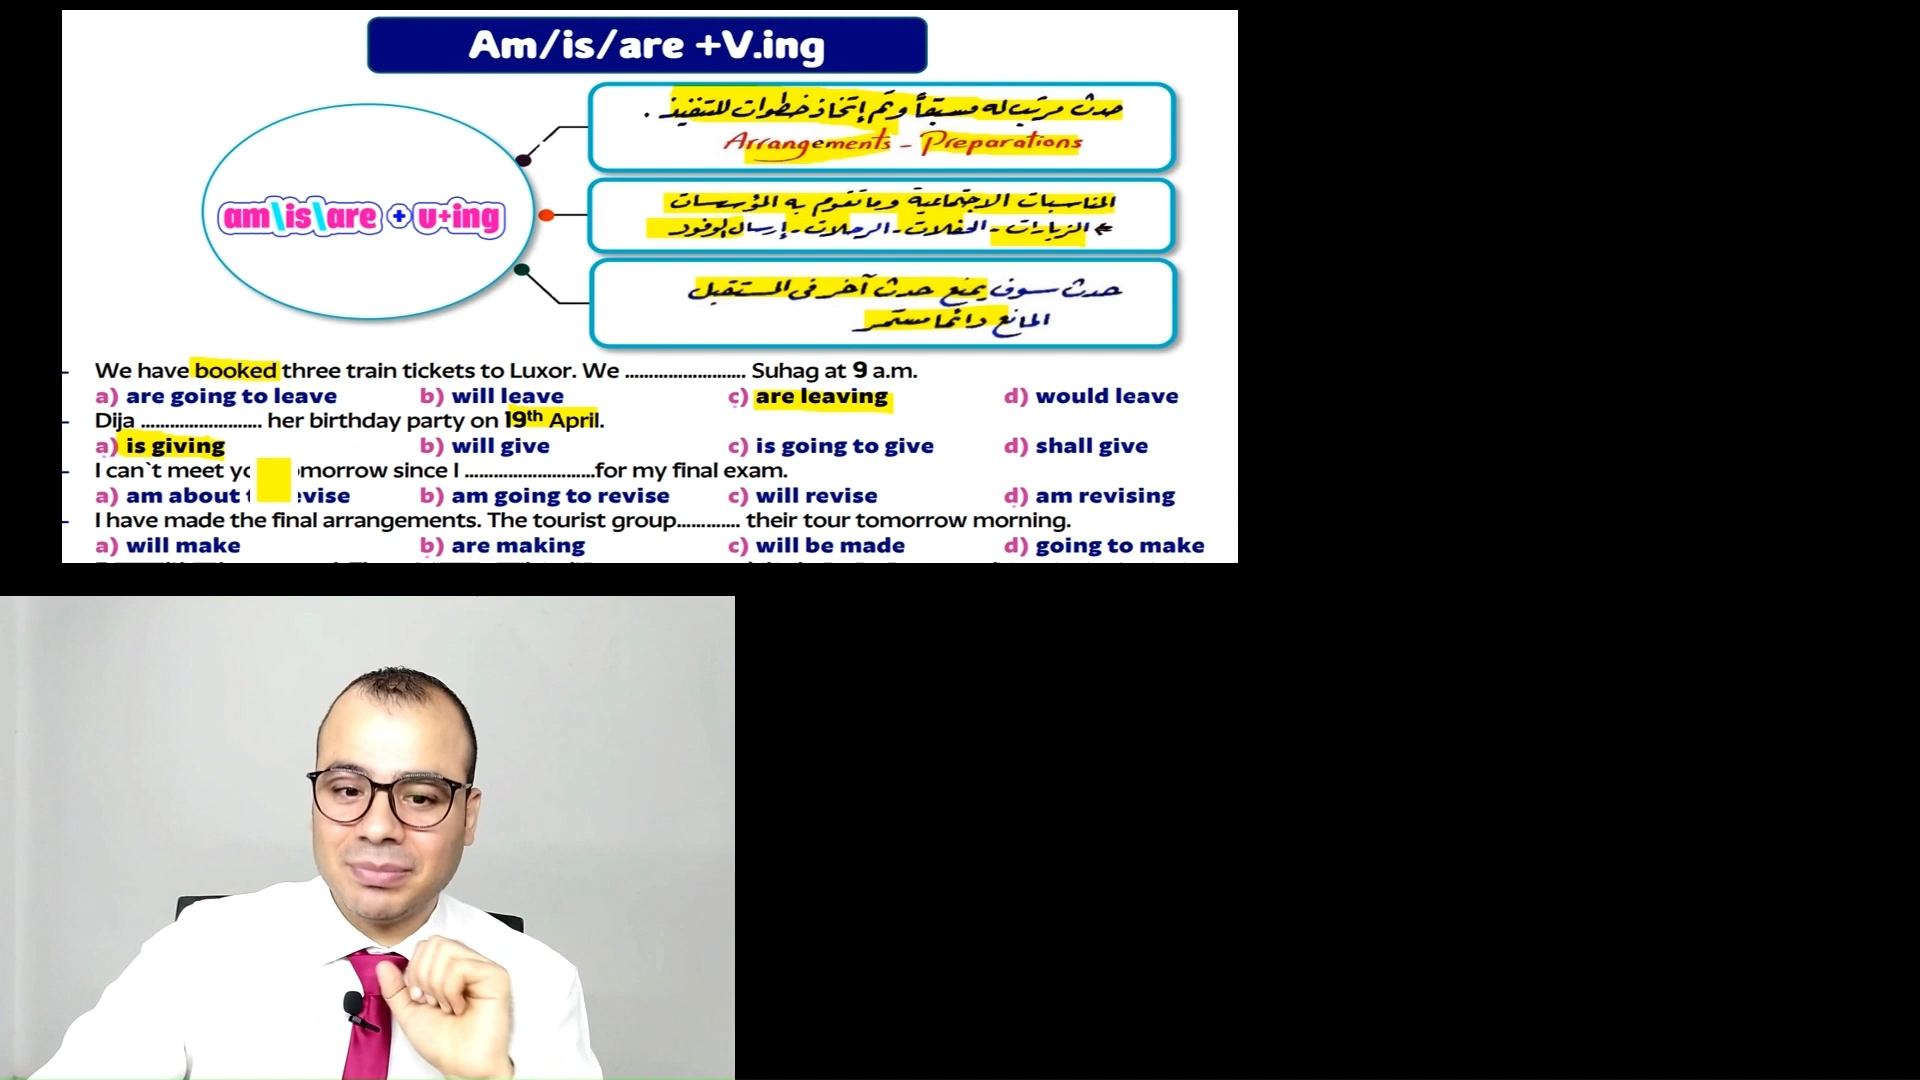 Am/is/are +V.ing
حدث مرتب له مسبقاً وتم إتخاذ خطوات للتنفيذ .
Arrangements - Preparations
am\is\are + v+ing
المناسبات الاجتماعية وما تقوم به المؤسسات
الزيارات - الحفلات - الرحلات - إرسال الوفود
حدث سوف يمنع حدث آخر فى المستقبل
المانع دائما مستمر
We have booked three train tickets to Luxor. We ......................... Suhag at 9 a.m.
a) are going to leave b) will leave c) are leaving d) would leave
Dija ......................... her birthday party on 19th April.
a) is giving b) will give c) is going to give d) shall give
I can`t meet omorrow since I ...........................for my final exam.
a) am about evise b) am going to revise c) will revise d) am revising
I have made the final arrangements. The tourist group............. their tour tomorrow morning.
a) will make b) are making c) will be made d) going to make